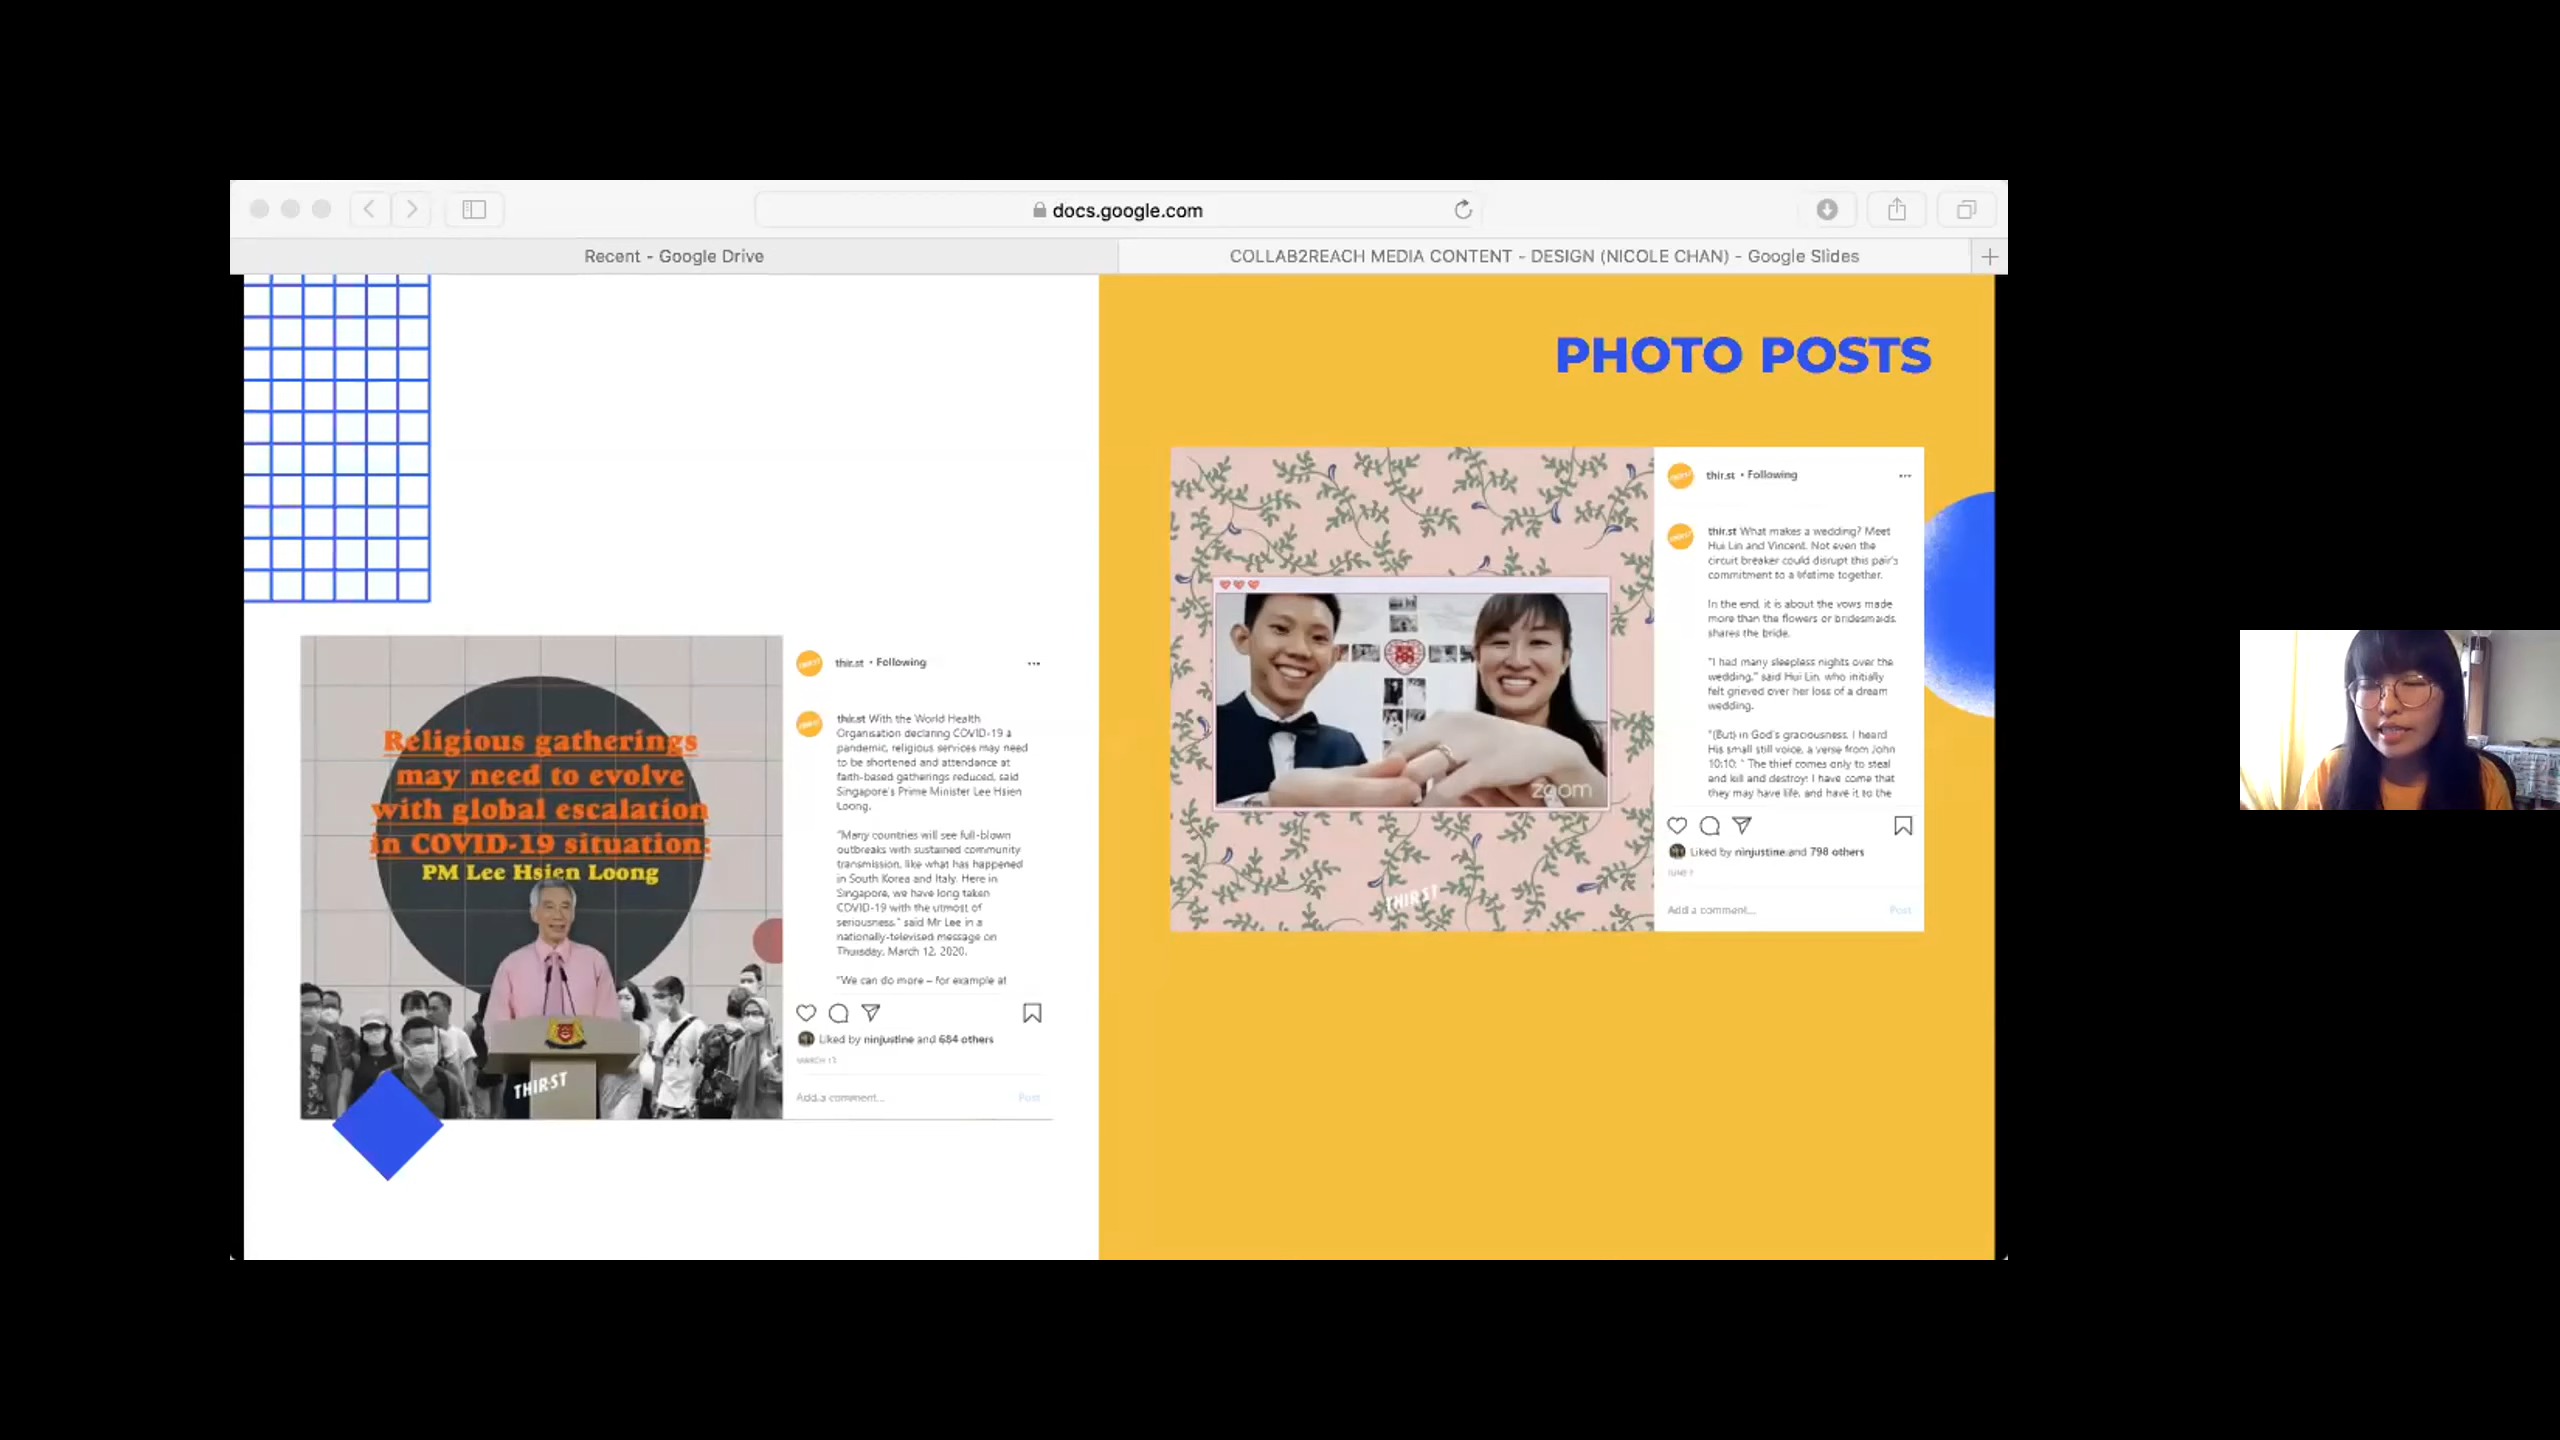 docs.google.com
Recent - Google Drive
COLLAB2REACH MEDIA CONTENT - DESIGN (NICOLE CHAN) - Google Slides
PHOTO POSTS
Religious gatherings
may need to evolve
with global escalation
in COVID-19 situation:
PM Lee Hsien Loong
THIR.ST
thir.st • Following
thir.st With the World Health
Organisation declaring COVID-19 a
pandemic, religious services may need
to be shortened and attendance at
faith-based gatherings reduced, said
Singapore's Prime Minister Lee Hsien
Loong.
"Many countries will see full-blown
outbreaks with sustained community
transmission, like what has happened
in South Korea and Italy. Here in
Singapore, we have long taken
COVID-19 with the utmost of
seriousness," said Mr Lee in a
nationally-televised message on
Thursday, March 12, 2020.
"We can do more – for example at
Liked by ninjustine and 684 others
MARCH
Add a comment...
Post
zoom
THIR.ST
thir.st • Following
thir.st What makes a wedding? Meet
Hui Lin and Vincent. Not even the
circuit breaker could disrupt this pair's
commitment to a lifetime together.
In the end, it is about the vows made
more than the flowers or bridesmaids,
shares the bride.
"I had many sleepless nights over the
wedding," said Hui Lin, who initially
felt grieved over her loss of a dream
wedding.
"(But) in God's graciousness, I heard
His small still voice, a verse from John
10:10: " The thief comes only to steal
and kill and destroy; I have come that
they may have life, and have it to the
Liked by ninjustine and 798 others
Add a comment...
Post